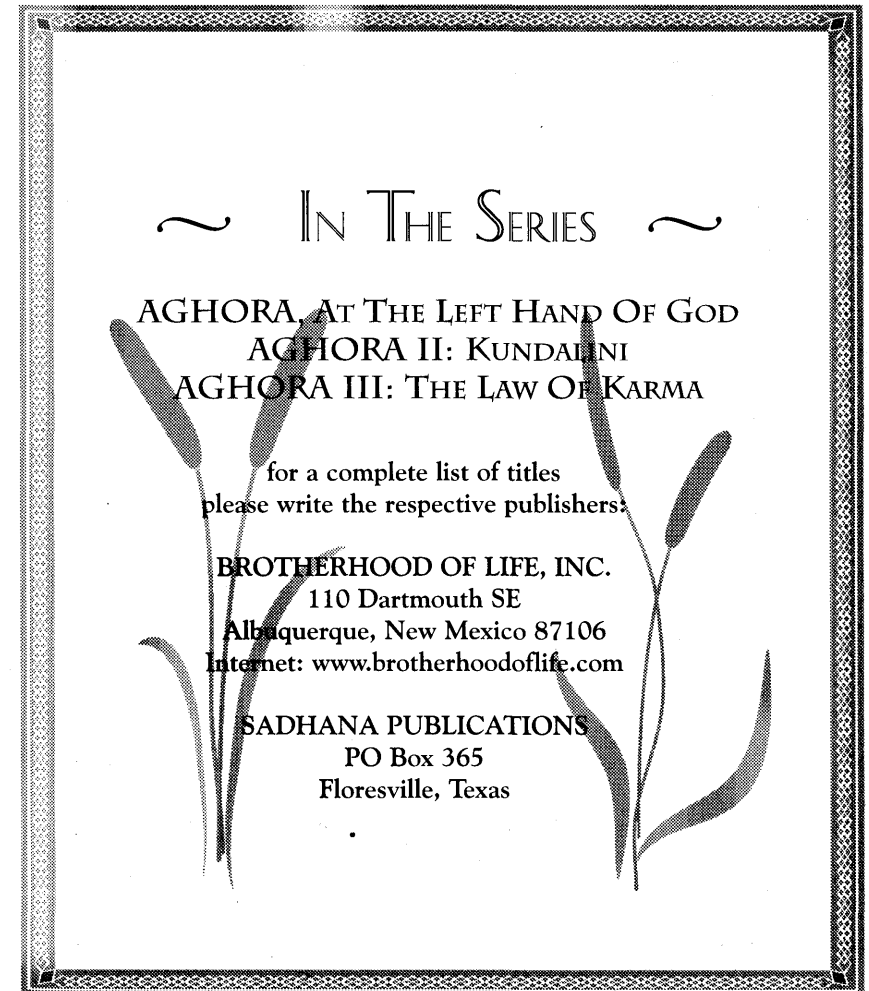 ~ IN THE SERIES ~
AGHORA, AT THE LEFT HAND OF GOD
AGHORA II: KUNDALINI
AGHORA III: THE LAW OF KARMA
for a complete list of titles
please write the respective publishers:
BROTHERHOOD OF LIFE, INC.
110 Dartmouth SE
Albuquerque, New Mexico 87106
Internet: www.brotherhoodoflife.com
SADHANA PUBLICATIONS
PO Box 365
Floresville, Texas